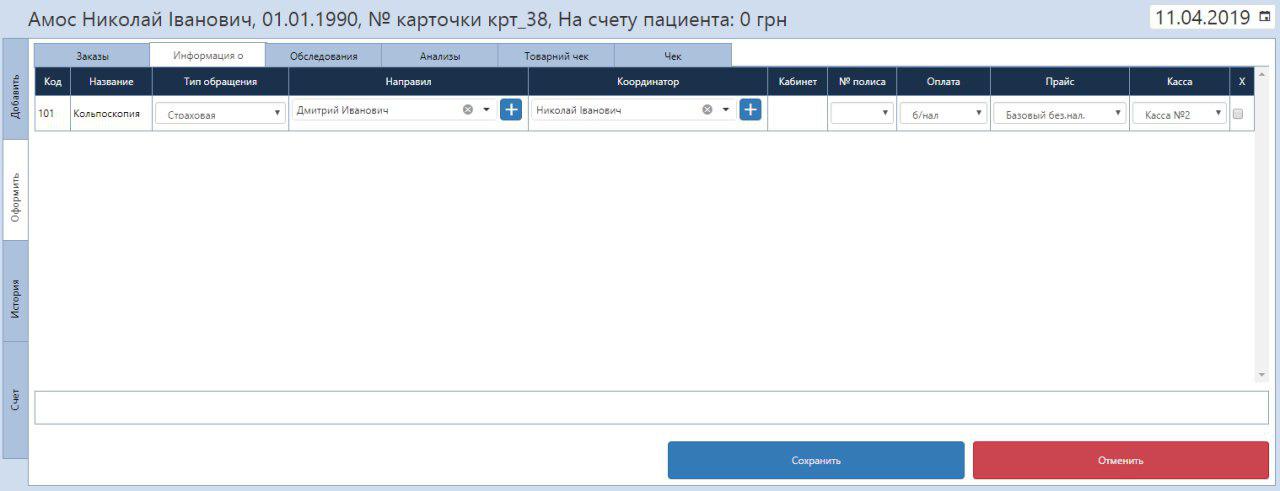 Амос Николай Іванович, 01.01.1990, № карточки крт_38, На счету пациента: 0 грн
11.04.2019
Заказы Информация о Обследования Анализы Товарний чек Чек
Код Название Тип обращения Направил Координатор Кабинет № полиса Оплата Прайс Касса X
101 Кольпоскопия Страховая Дмитрий Иванович Николай Іванович б/нал Базовый без.нал. Касса №2
Добавить
Оформить
История
Счет
Сохранить Отменить